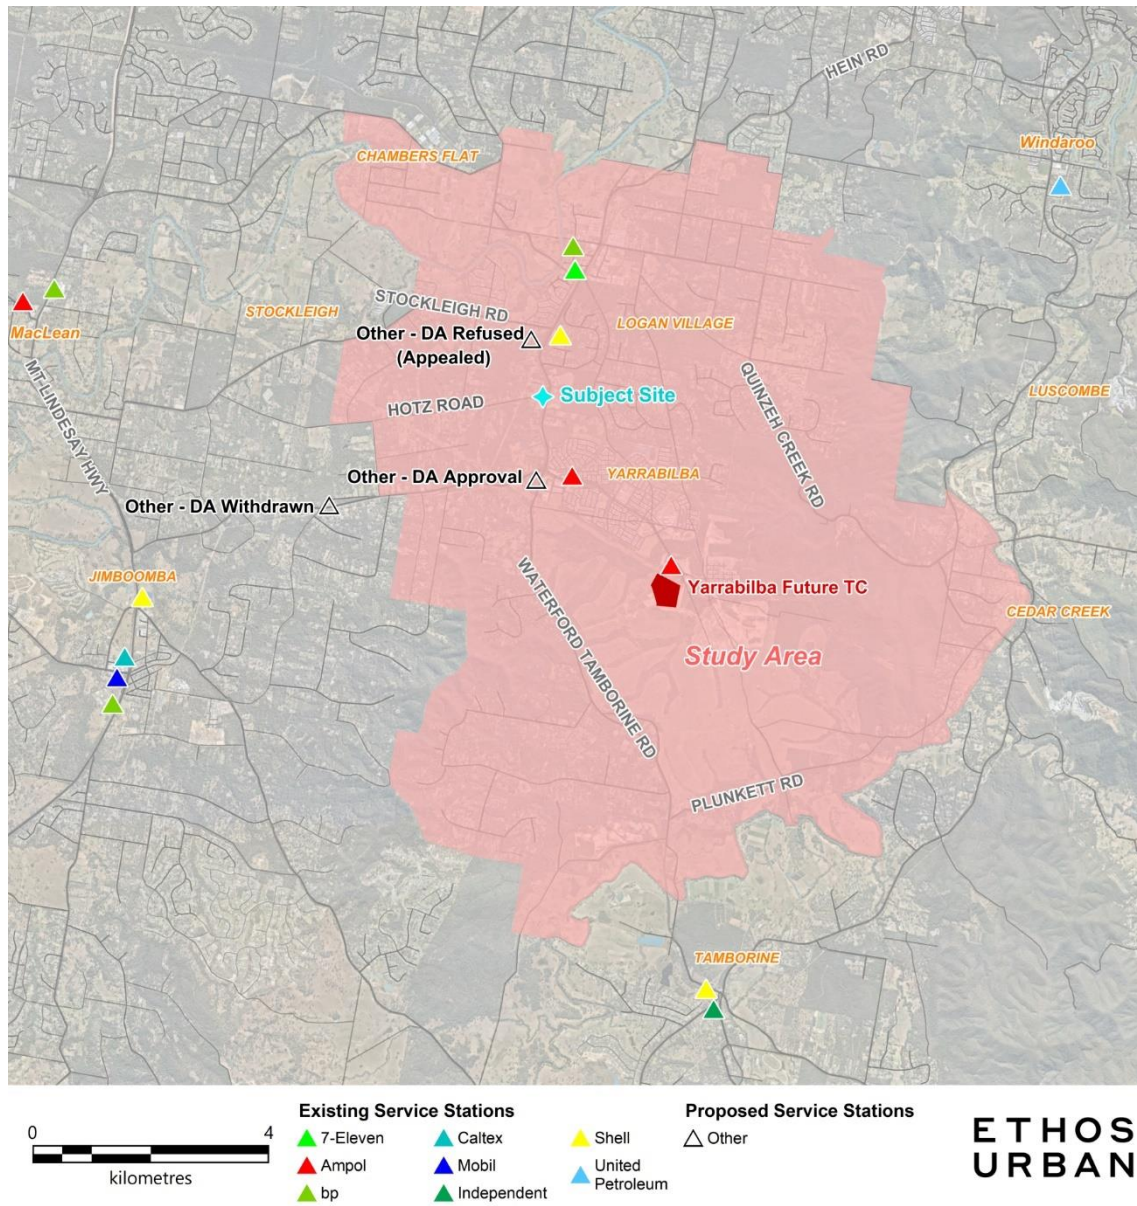 HEIN RD
Windaroo
CHAMBERS FLAT
STOCKLEIGH RD
STOCKLEIGH
LOGAN VILLAGE
Other - DA Refused
(Appealed)
MacLean
MT-LINDESAY HWY
QUINZEH CREEK RD
LUSCOMBE
Subject Site
HOTZ ROAD
Other - DA Approval
YARRABILBA
Other - DA Withdrawn
JIMBOOMBA
WATERFORD TAMBORINE RD
Yarrabilba Future TC
CEDAR CREEK
Study Area
PLUNKETT RD
TAMBORINE
0 4
kilometres
Existing Service Stations
7-Eleven
Ampol
bp
Caltex
Mobil
Independent
Shell
United
Petroleum
Proposed Service Stations
Other
ETHOS
URBAN